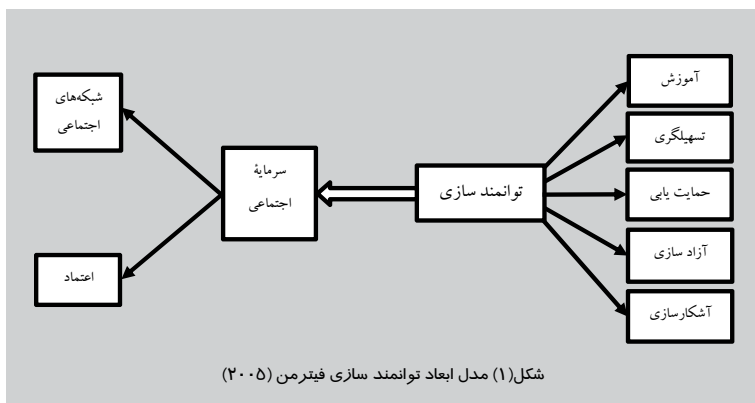 آموزش
تسهیلگری
حمایت یابی
آزاد سازی
آشکارسازی
توانمند سازی
سرمایۀ
اجتماعی
شبکه‌های
اجتماعی
اعتماد
شکل(۱) مدل ابعاد توانمند سازی فیترمن (۲۰۰۵)